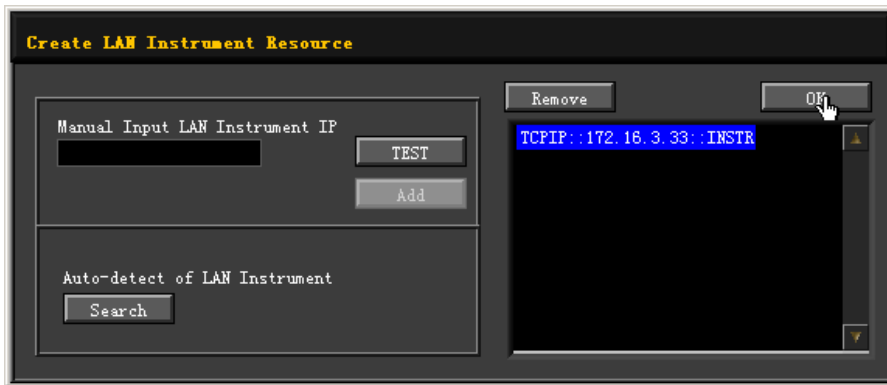 Create LAN Instrument Resource
Manual Input LAN Instrument IP
TEST
Add
Auto-detect of LAN Instrument
Search
Remove
OK
TCPIP::172.16.3.33::INSTR